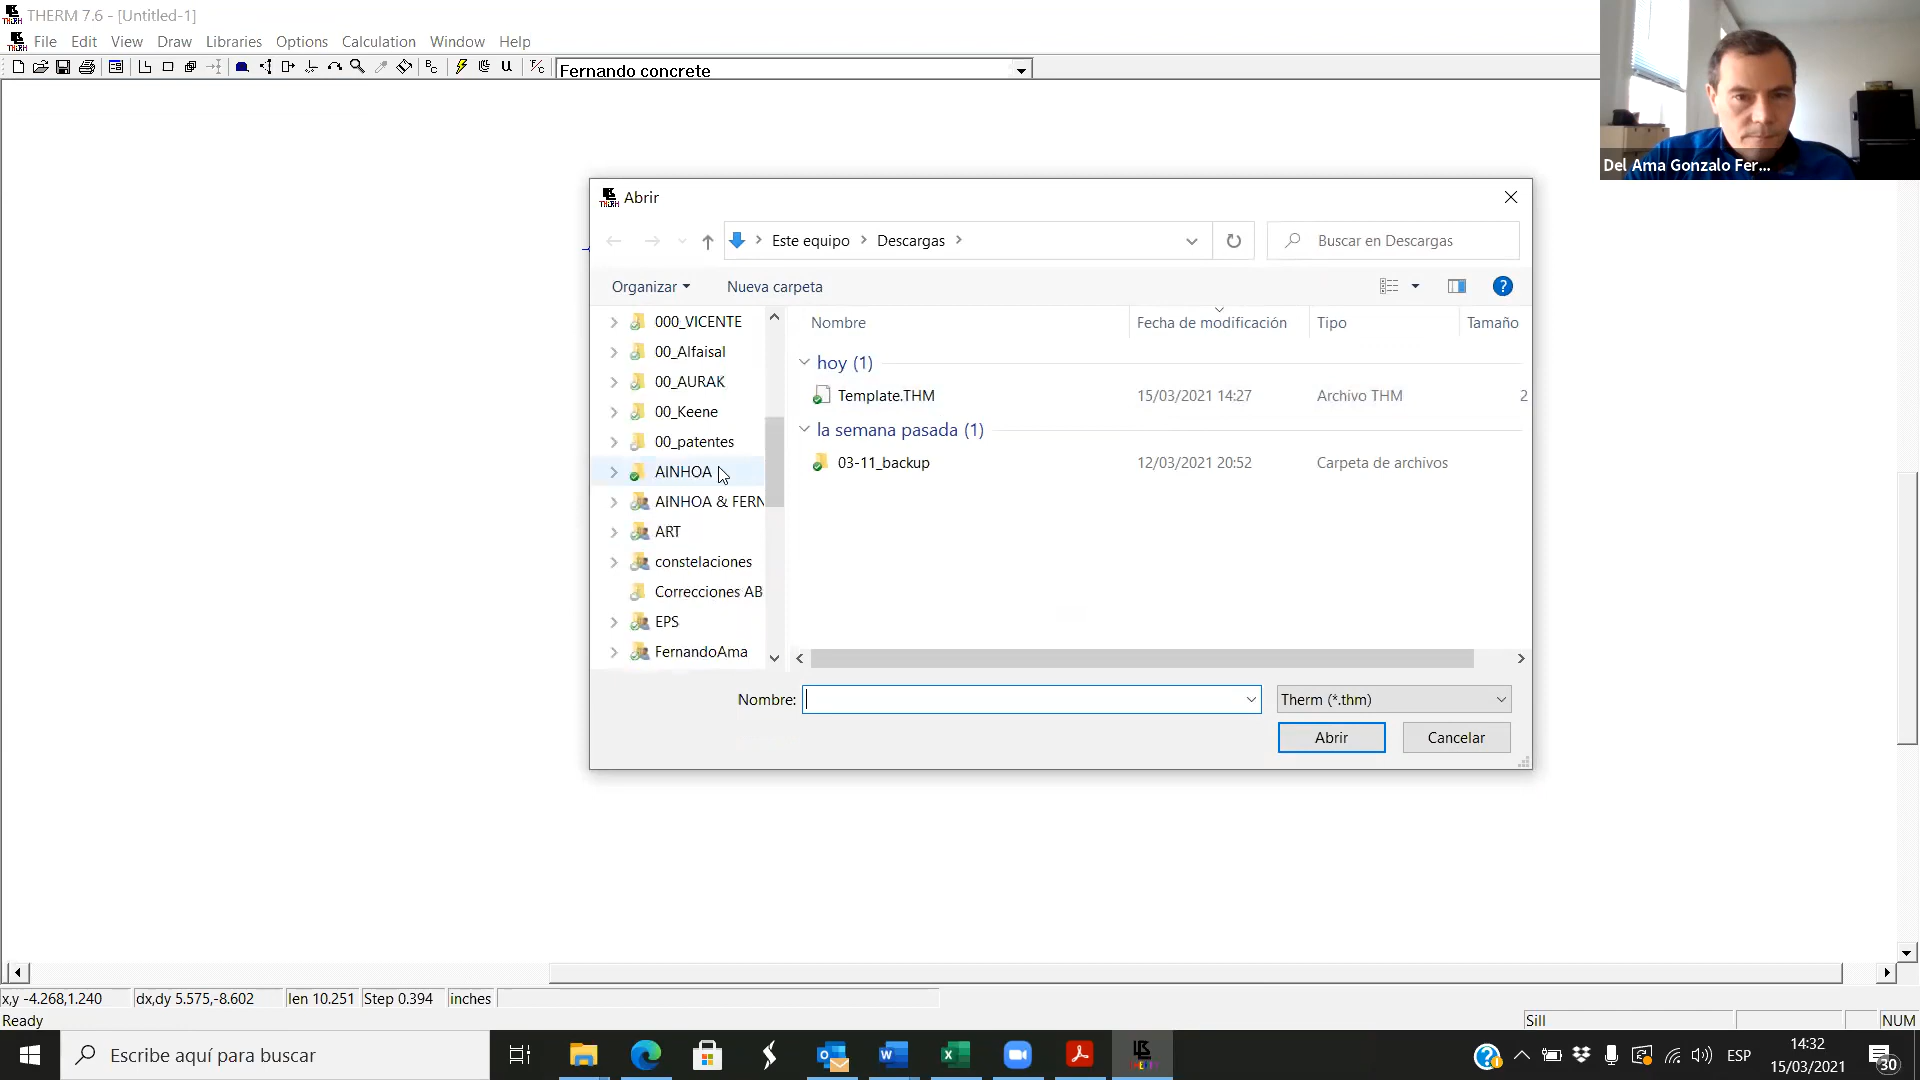 THERM 7.6 - [Untitled-1]
File Edit View Draw Libraries Options Calculation Window Help
Fernando concrete
Del Ama Gonzalo Fer...
Abrir
Este equipo > Descargas >
Buscar en Descargas
Organizar
Nueva carpeta
000_VICENTE
00_Alfaisal
00_AURAK
00_Keene
00_patentes
AINHOA
AINHOA & FERN
ART
constelaciones
Correcciones AB
EPS
FernandoAma
Nombre Fecha de modificación Tipo Tamaño
hoy (1)
Template.THM 15/03/2021 14:27 Archivo THM 2
la semana pasada (1)
03-11_backup 12/03/2021 20:52 Carpeta de archivos
Nombre:
Therm (*.thm)
Abrir
Cancelar
x,y -4.268,1.240 dx,dy 5.575,-8.602 len 10.251 Step 0.394 inches
Ready
Sill
NUM
Escribe aquí para buscar
ESP
14:32
15/03/2021
30